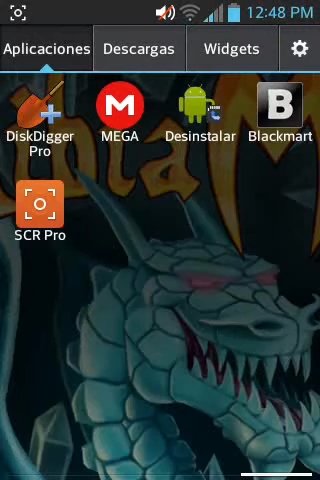 12:48 PM
Aplicaciones Descargas Widgets
DiskDigger
Pro
MEGA
Desinstalar
Blackmart
SCR Pro